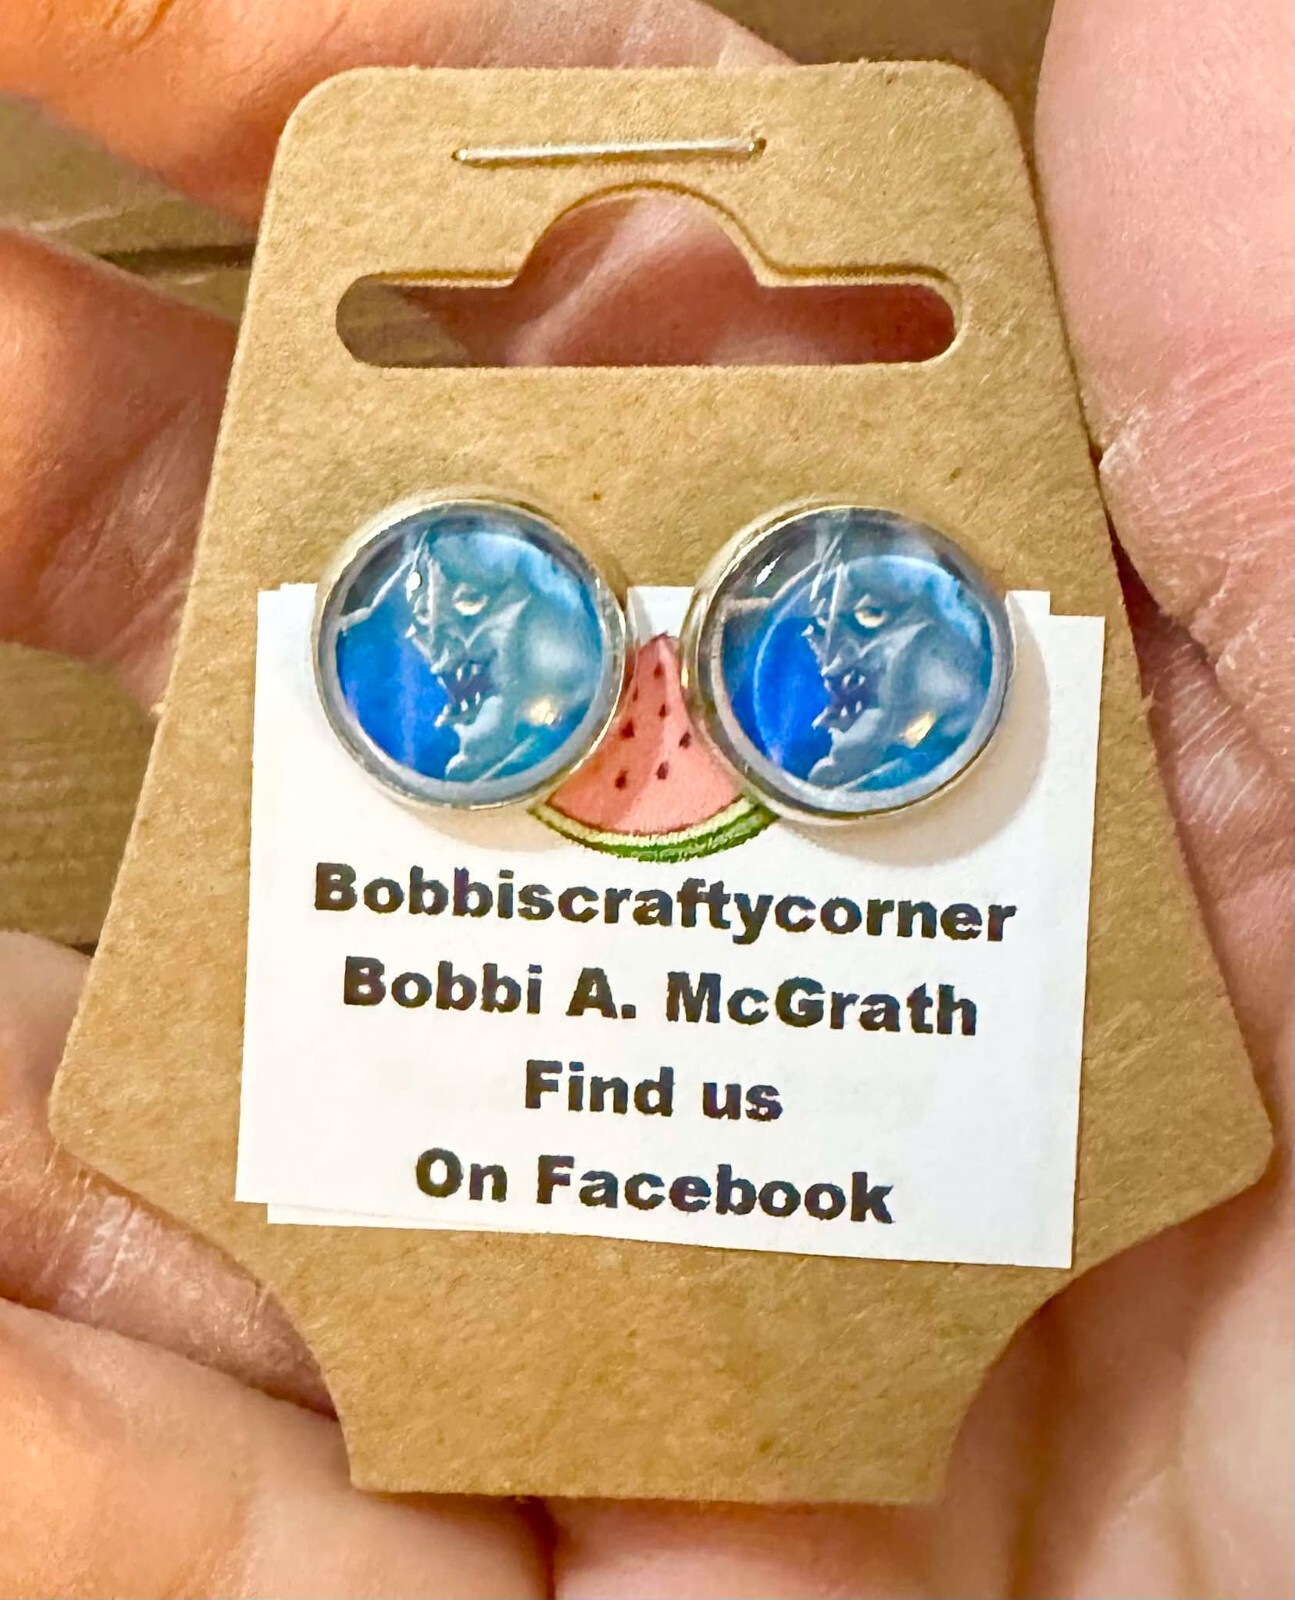 Bobbiscraftycorner
Bobbi A. McGrath
Find us
On Facebook